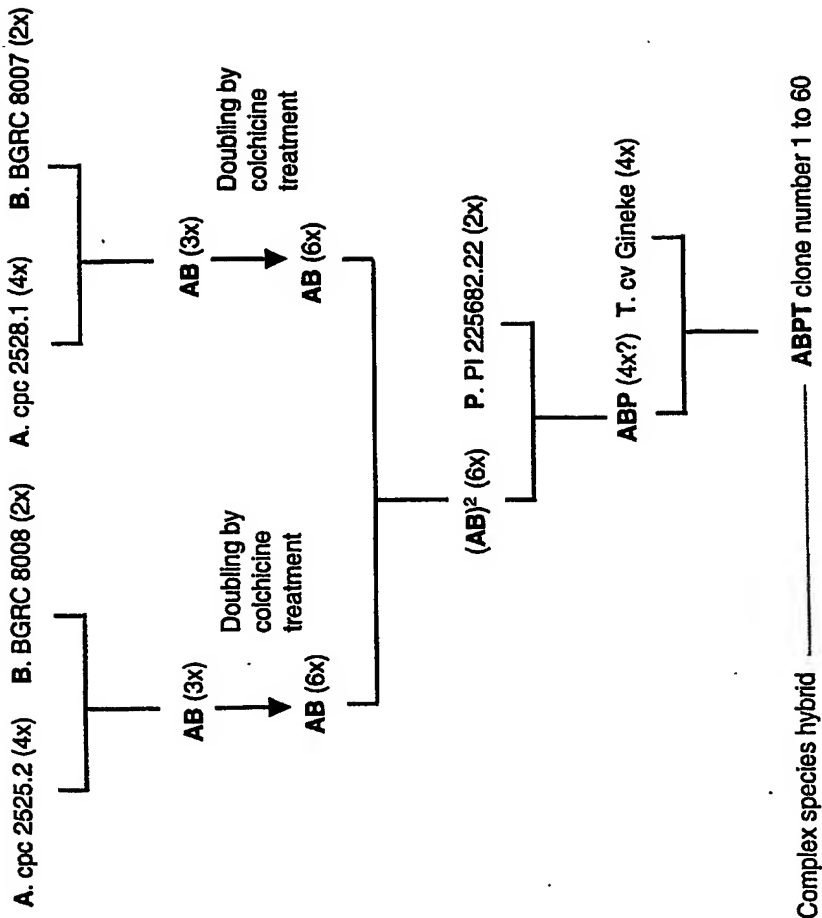 A. cpc 2525.2 (4x) B. BGRC 8008 (2x) A. cpc 2528.1 (4x) B. BGRC 8007 (2x)
AB (3x)
Doubling by
colchicine
treatment
AB (6x)
AB (3x)
Doubling by
colchicine
treatment
AB (6x)
(AB)² (6x) P. PI 225682.22 (2x)
ABP (4x?) T. cv Gineke (4x)
Complex species hybrid ABPT clone number 1 to 60